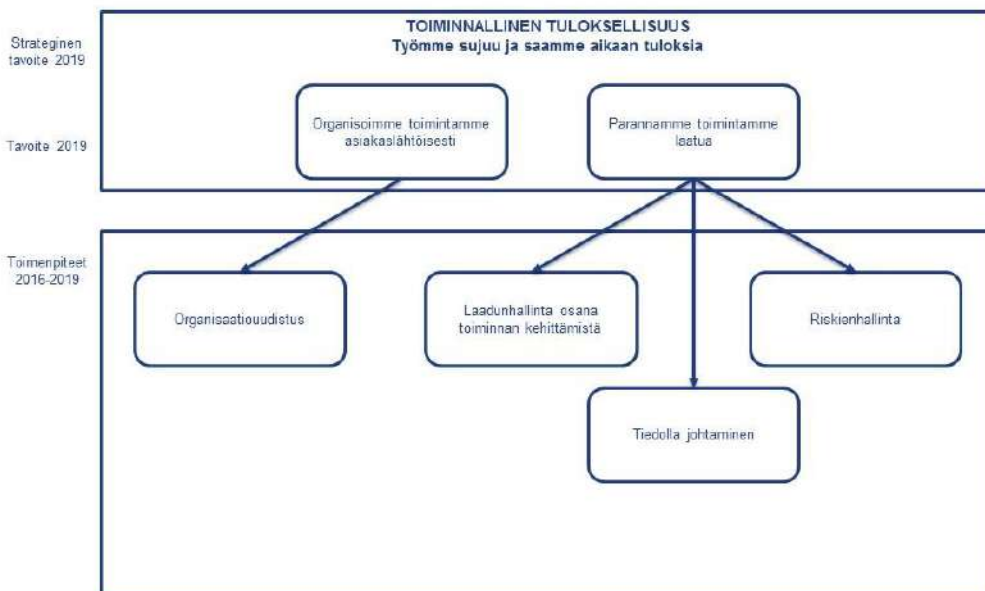 TOIMINNALLINEN TULOKSELLISUUS
Työmme sujuu ja saamme aikaan tuloksia
Strateginen
tavoite 2019
Organisoimme toimintamme
asiakaslähtöisesti
Parannamme toimintamme
laatua
Tavoite 2019
Toimenpiteet
2016-2019
Organisaatiouudistus
Laadunhallinta osana
toiminnan kehittämistä
Riskienhallinta
Tiedolla johtaminen